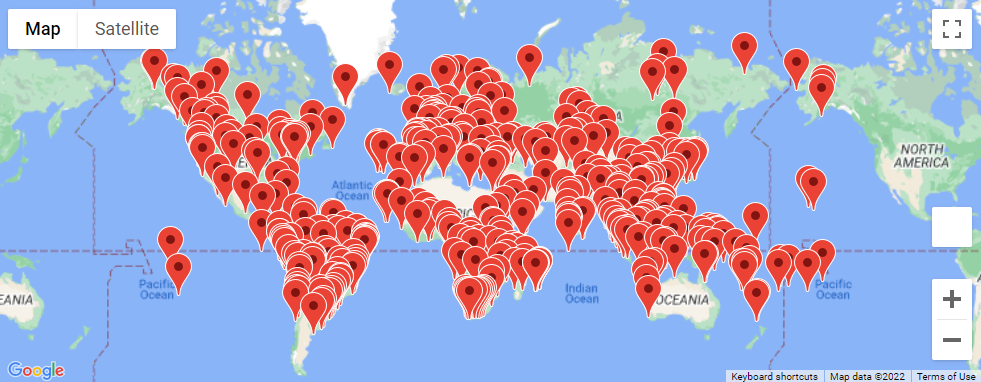 Map
Satellite
NORTH
AMERICA
Atlantic
Ocean
Pacific
Ocean
Indian
Ocean
Pacific
Ocean
EANIA
OCEANIA
Google
Keyboard shortcuts
Map data ©2022
Terms of Use